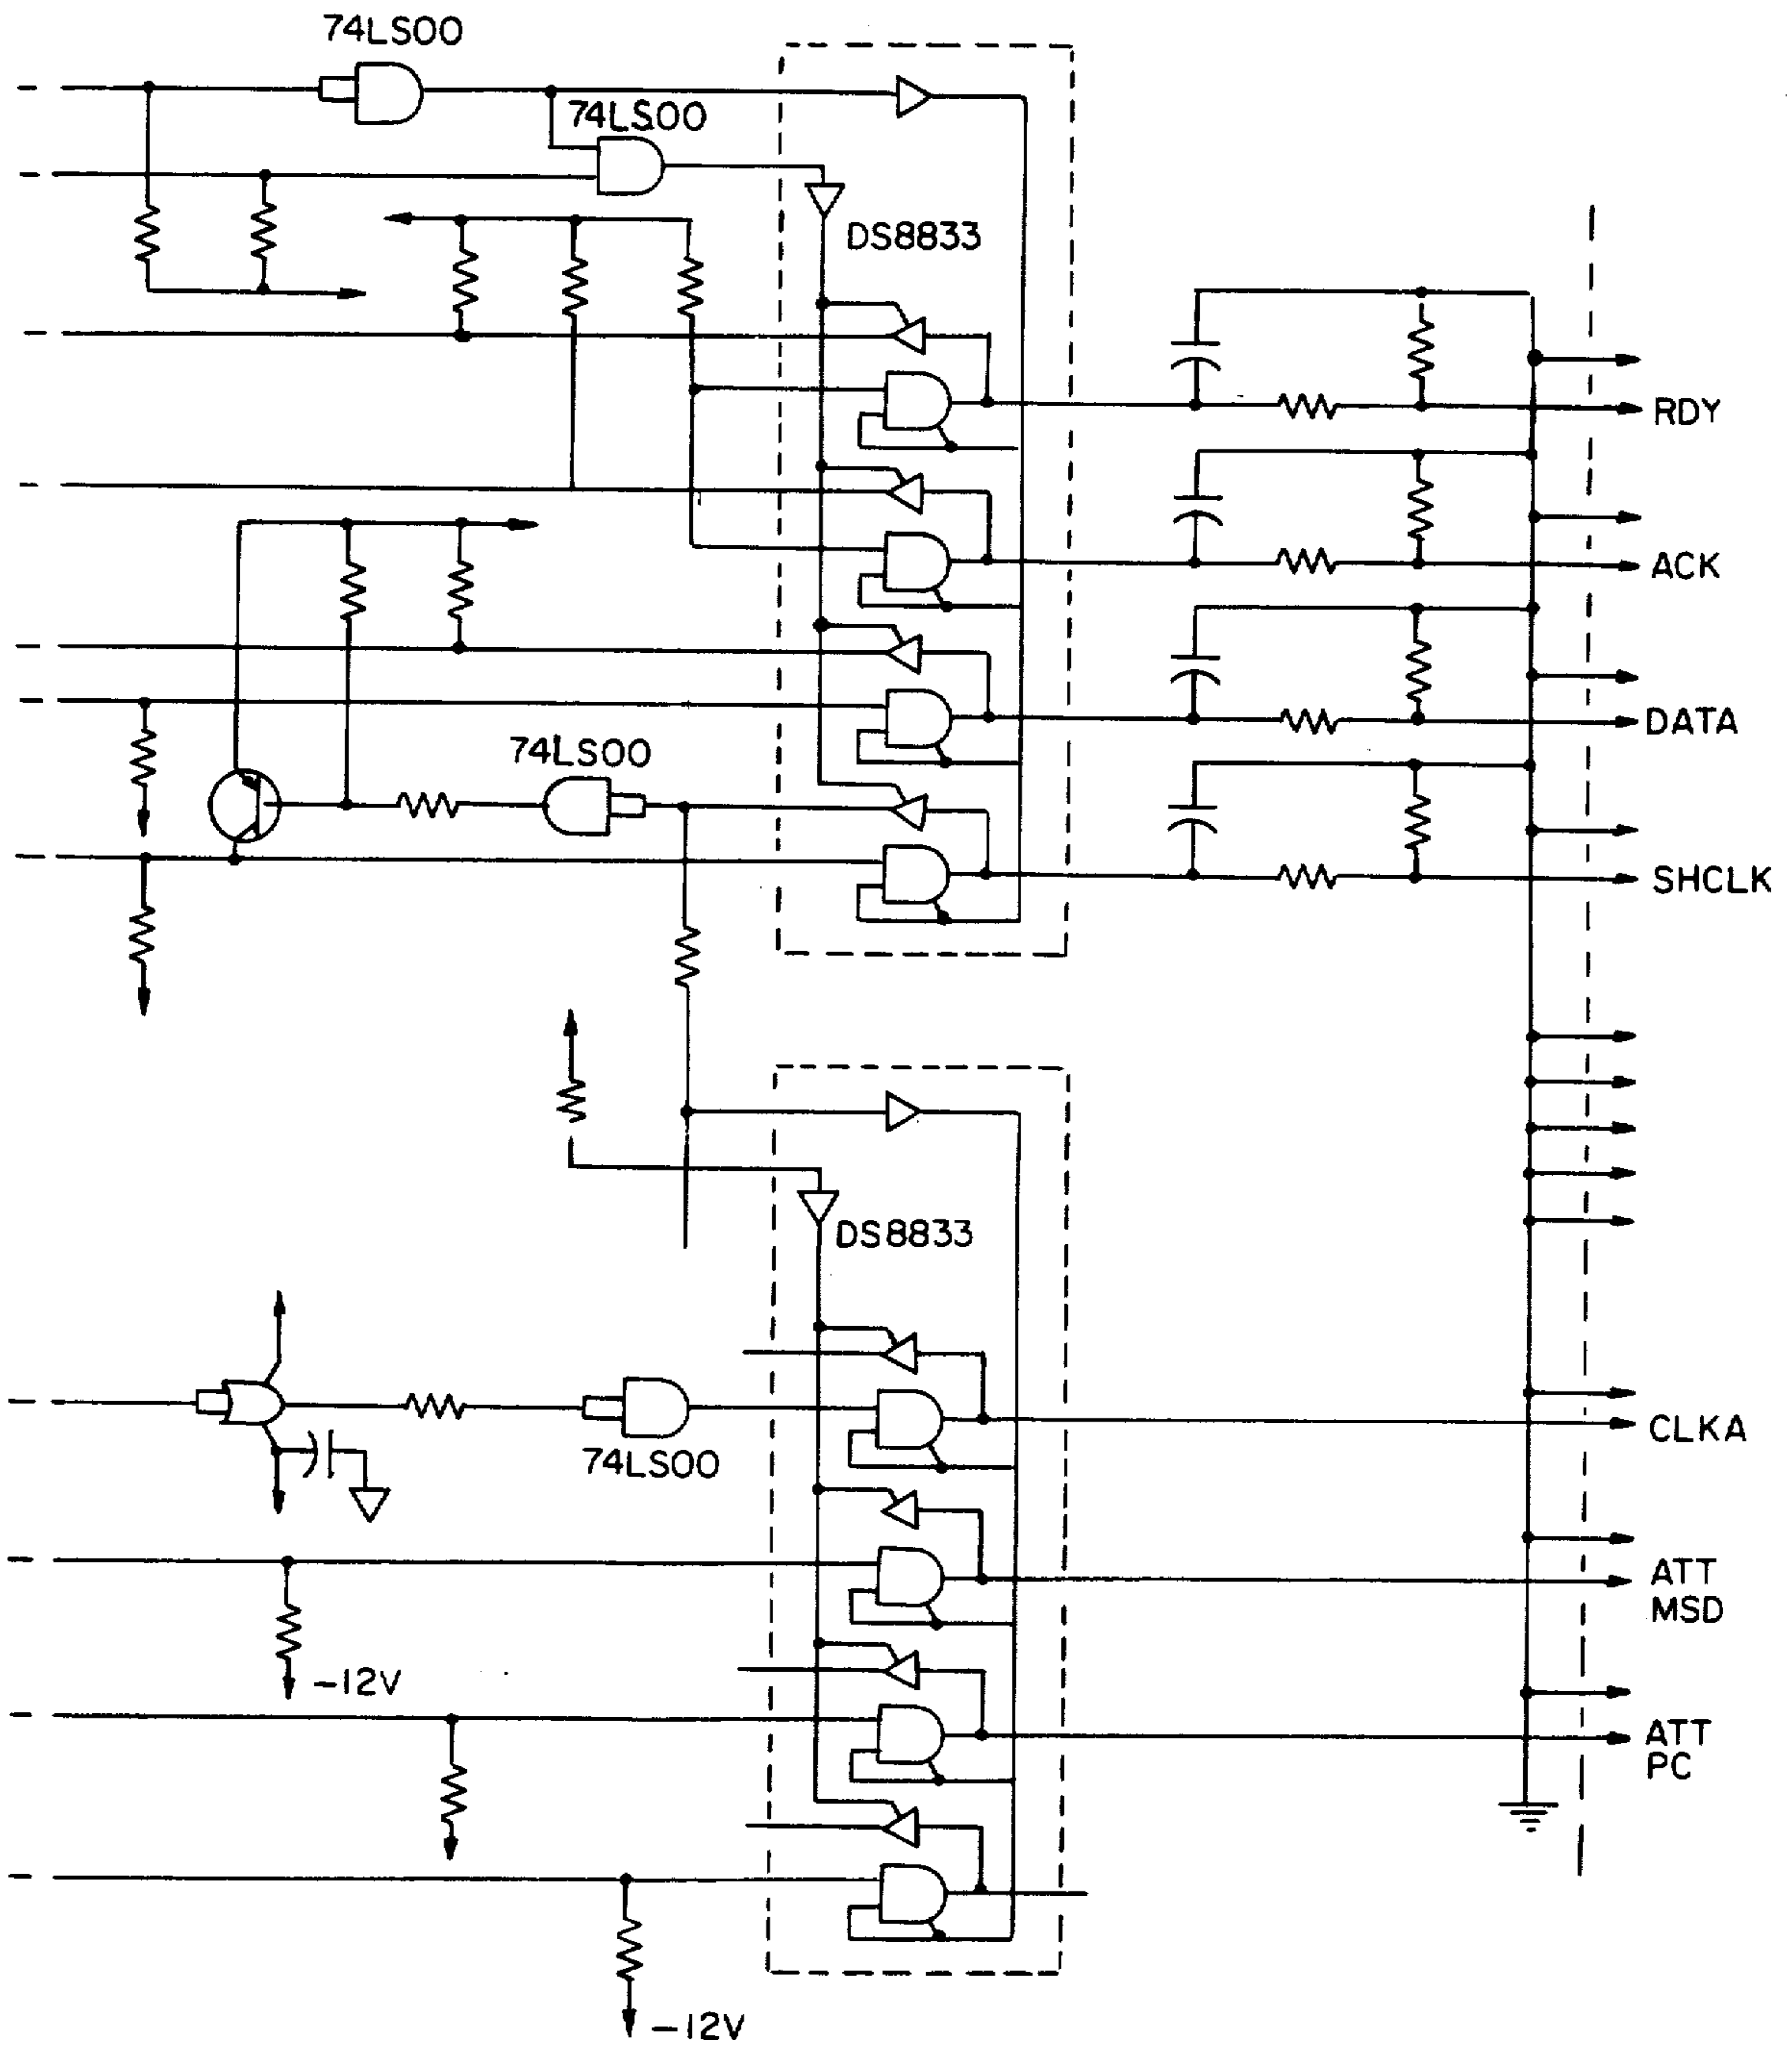 74LS00
74LS00
DS8833
RDY
ACK
DATA
74LS00
SHCLK
DS8833
CLKA
74LS00
ATT
MSD
-12V
ATT
PC
-12V